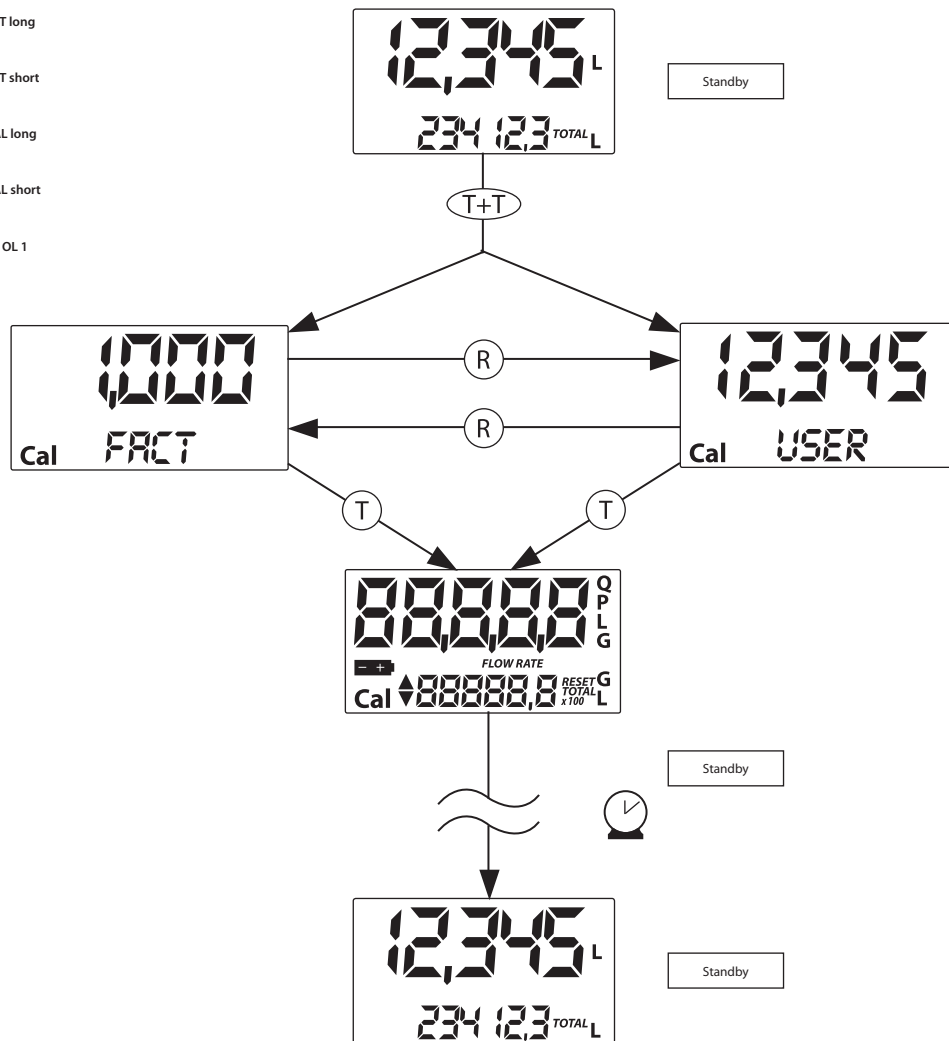 T long
T short
L long
L short
OL 1
12,345 L
234 12,3 TOTAL L
Standby
T+T
1,000
Cal FACT
R
R
12,345
Cal USER
T
T
88,8,8,8 Q P L G
- +
FLOW RATE
Cal 88888,8 RESET TOTAL x100 G L
Standby
12,345 L
234 12,3 TOTAL L
Standby